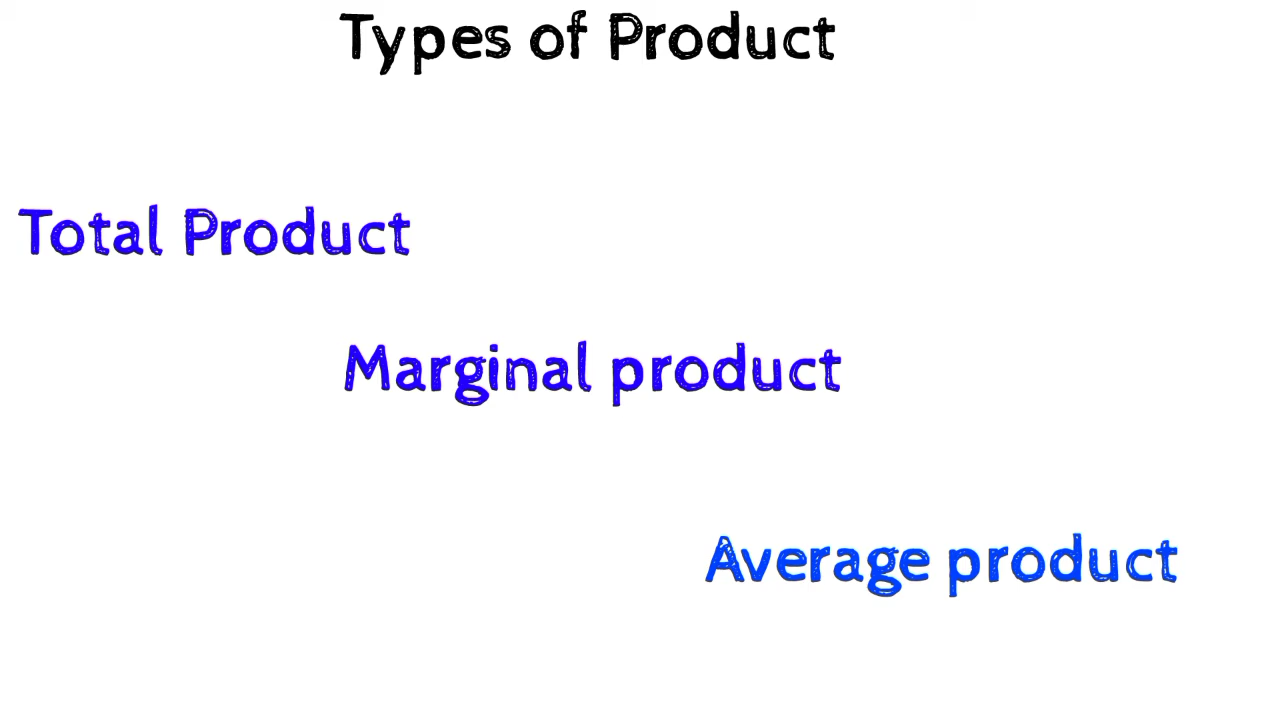 Types of Product
Total Product
Marginal product
Average product